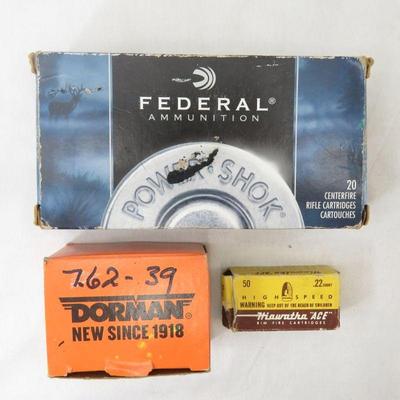 FEDERAL®
AMMUNITION
POWER·SHOK
20
CENTERFIRE
RIFLE CARTRIDGES
CARTOUCHES
7.62-39
DORMAN®
NEW SINCE 1918
50
.22 SHORT
HIGH SPEED
WARNING KEEP OUT OF THE REACH OF CHILDREN
Hiawatha "ACE"
RIM FIRE CARTRIDGES